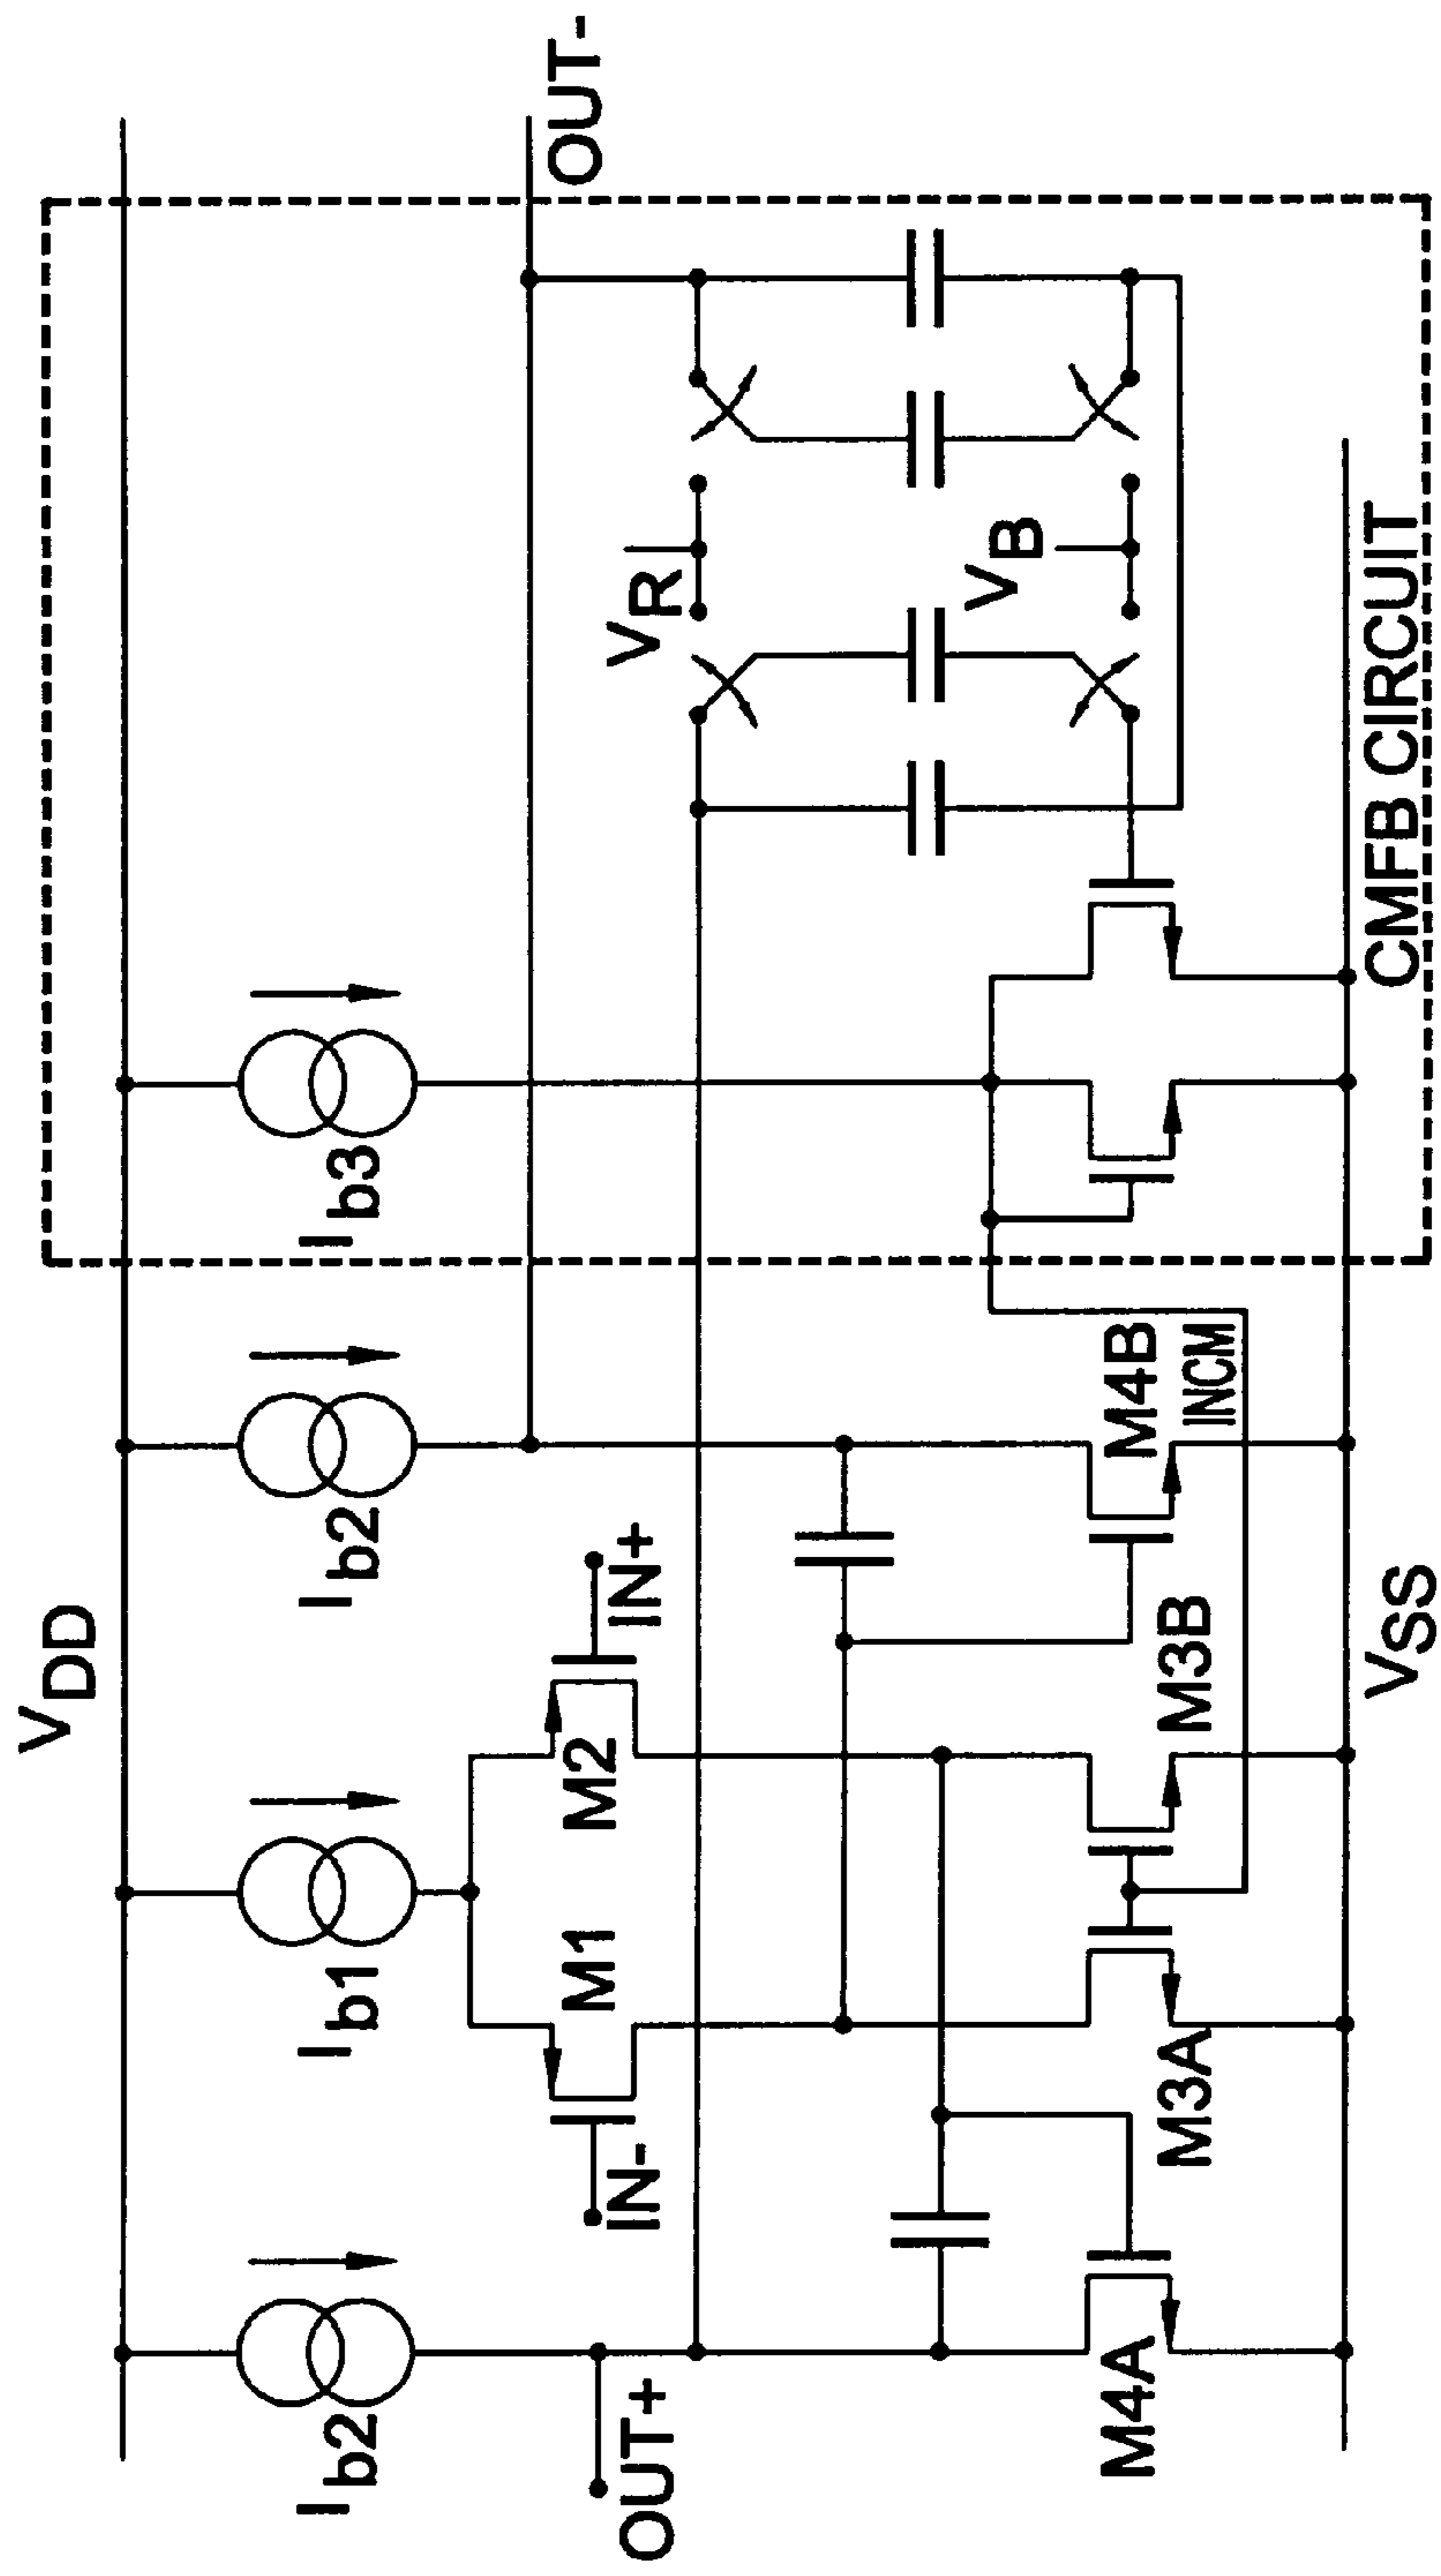 VDD
Ib2
Ib1
Ib2
Ib3
OUT-
OUT+
IN-
M1
M2
IN+
VR
VB
M4A
M3A
M3B
M4B
INCM
VSS
CMFB CIRCUIT